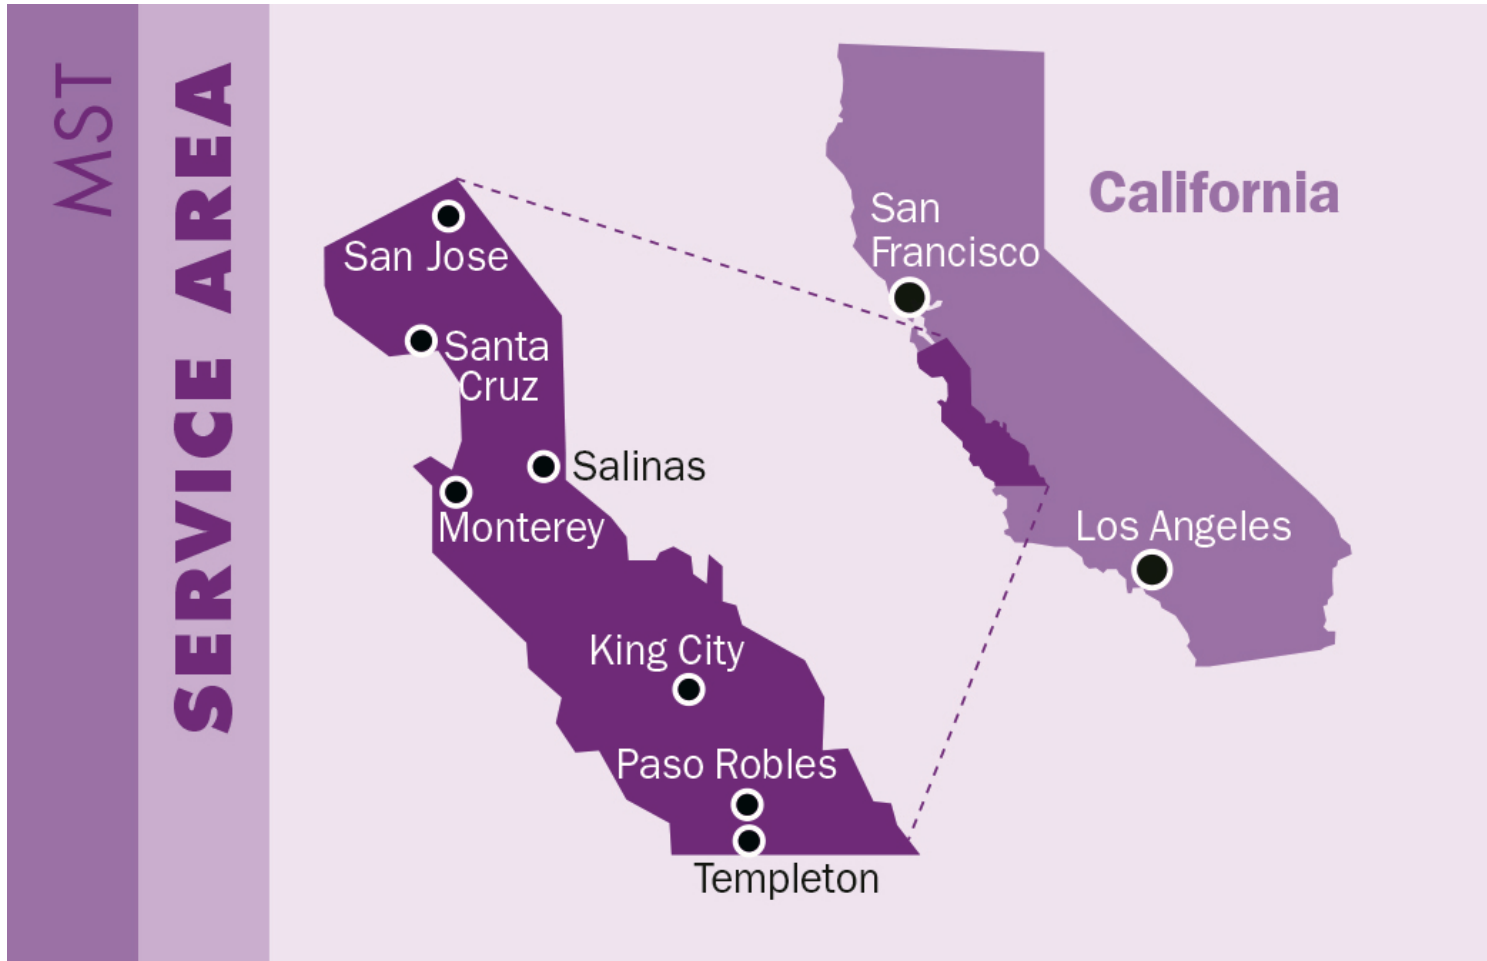 MST
SERVICE AREA
San Jose
Santa
Cruz
Salinas
Monterey
King City
Paso Robles
Templeton
San
Francisco
California
Los Angeles